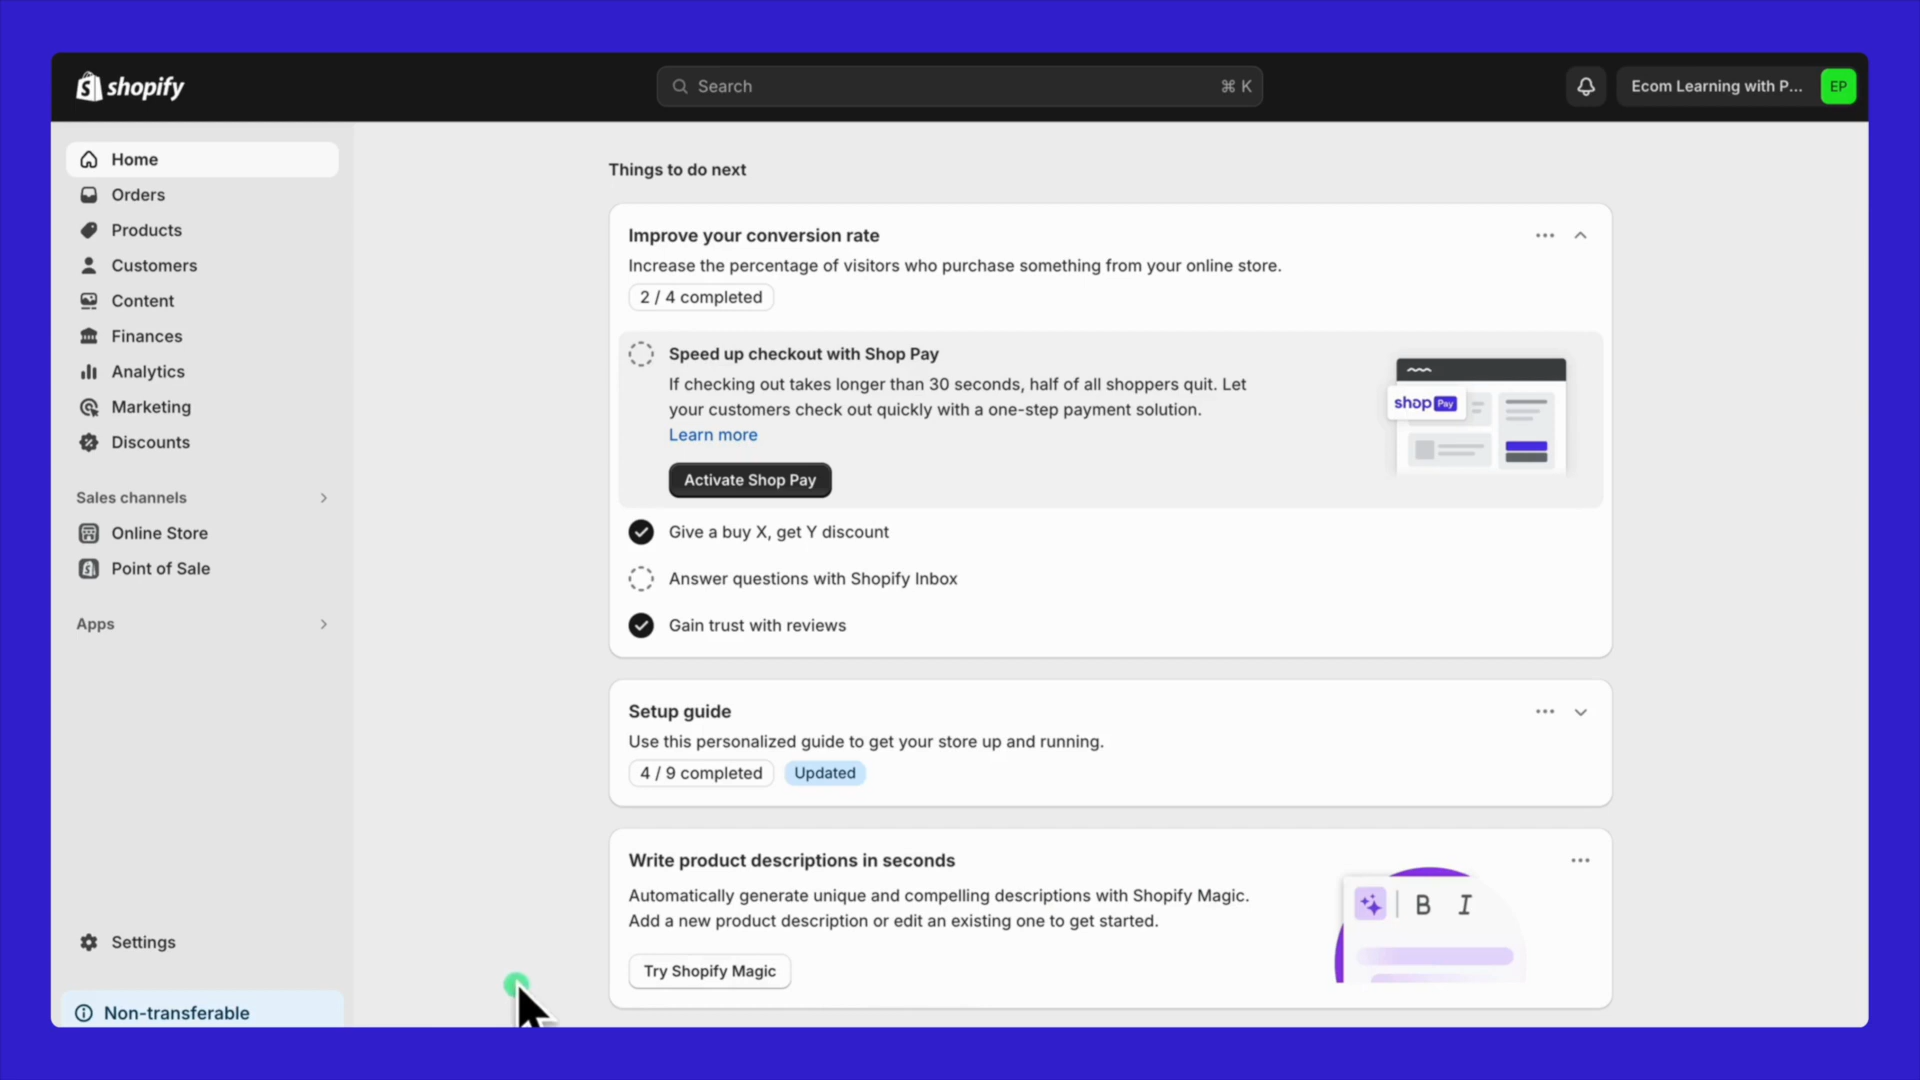 shopify
Search
⌘ K
Ecom Learning with P...
EP
Home
Orders
Products
Customers
Content
Finances
Analytics
Marketing
Discounts
Sales channels
Online Store
Point of Sale
Apps
Settings
Non-transferable
Things to do next
Improve your conversion rate
Increase the percentage of visitors who purchase something from your online store.
2 / 4 completed
Speed up checkout with Shop Pay
If checking out takes longer than 30 seconds, half of all shoppers quit. Let
your customers check out quickly with a one-step payment solution.
Learn more
Activate Shop Pay
shop Pay
Give a buy X, get Y discount
Answer questions with Shopify Inbox
Gain trust with reviews
Setup guide
Use this personalized guide to get your store up and running.
4 / 9 completed
Updated
Write product descriptions in seconds
Automatically generate unique and compelling descriptions with Shopify Magic.
Add a new product description or edit an existing one to get started.
Try Shopify Magic
B I